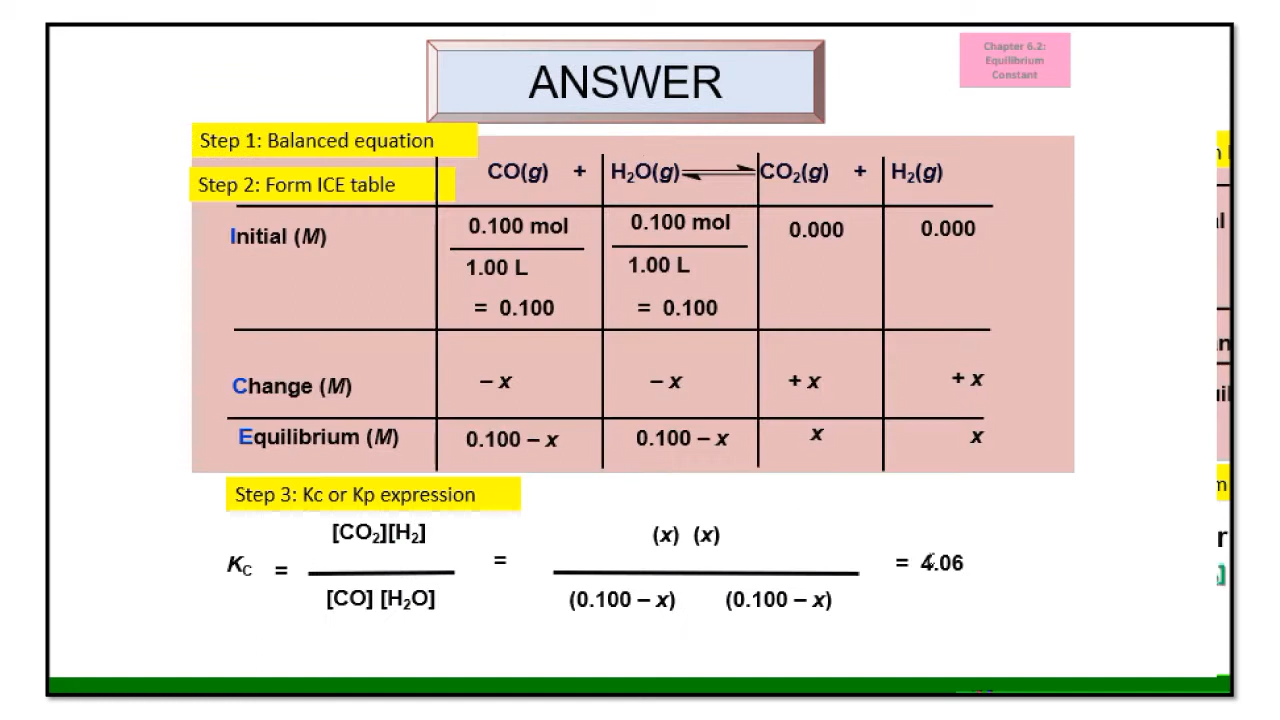 Chapter 6.2:
Equilibrium
Constant
ANSWER
Step 1: Balanced equation
Step 2: Form ICE table
CO(g) + H₂O(g) ⇌ CO₂(g) + H₂(g)
Initial (M) 0.100 mol 0.100 mol 0.000 0.000
1.00 L 1.00 L
= 0.100 = 0.100
Change (M) – x – x + x + x
Equilibrium (M) 0.100 – x 0.100 – x x x
Step 3: Kc or Kp expression
[CO₂][H₂] (x) (x)
K_C = = = 4.06
[CO] [H₂O] (0.100 – x) (0.100 – x)